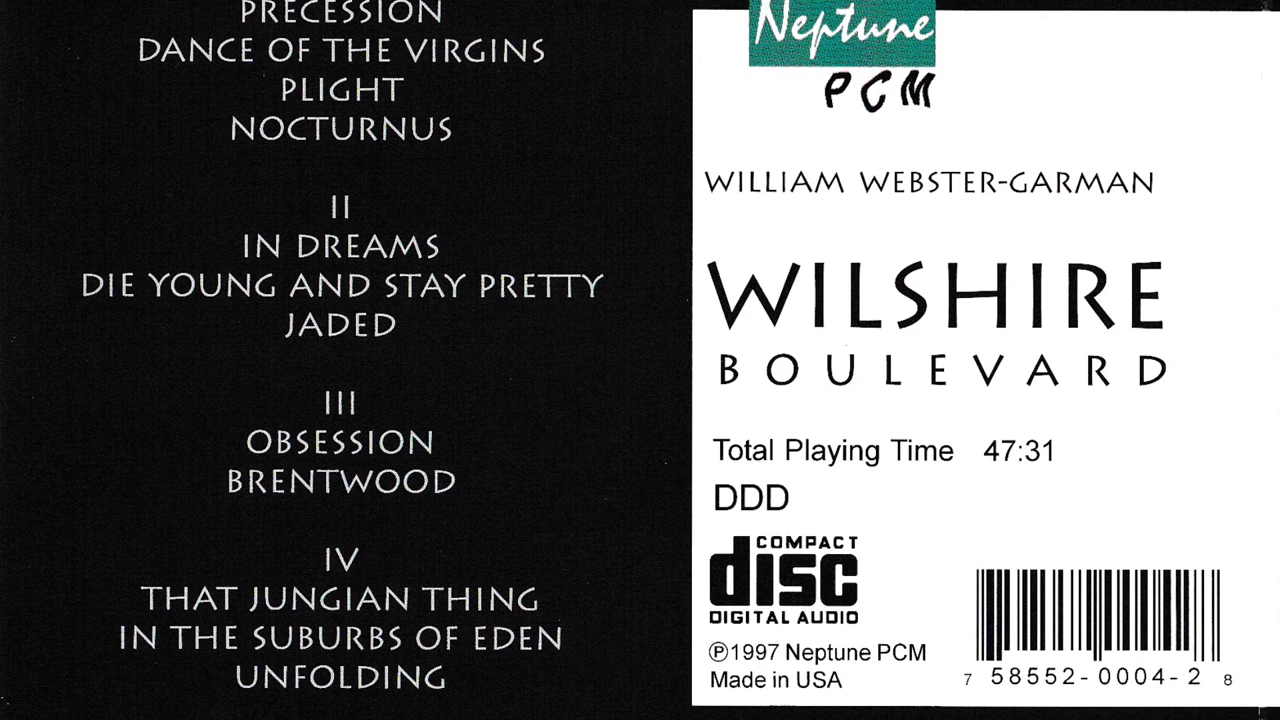 PRECESSION
DANCE OF THE VIRGINS
PLIGHT
NOCTURNUS
II
IN DREAMS
DIE YOUNG AND STAY PRETTY
JADED
III
OBSESSION
BRENTWOOD
IV
THAT JUNGIAN THING
IN THE SUBURBS OF EDEN
UNFOLDING
Neptune
PCM
WILLIAM WEBSTER-GARMAN
WILSHIRE
BOULEVARD
Total Playing Time 47:31
DDD
COMPACT
disc
DIGITAL AUDIO
℗1997 Neptune PCM
Made in USA
7 58552-0004-2 8